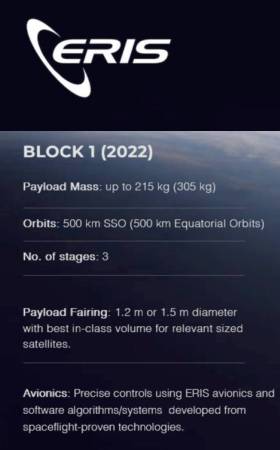 ERIS
BLOCK 1 (2022)
Payload Mass: up to 215 kg (305 kg)
Orbits: 500 km SSO (500 km Equatorial Orbits)
No. of stages: 3
Payload Fairing: 1.2 m or 1.5 m diameter
with best in-class volume for relevant sized
satellites.
Avionics: Precise controls using ERIS avionics and
software algorithms/systems developed from
spaceflight-proven technologies.